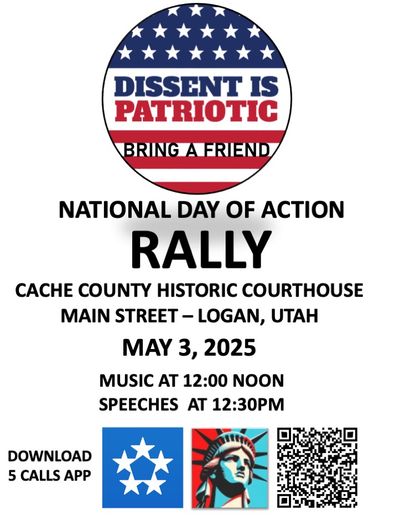 DISSENT IS
PATRIOTIC
BRING A FRIEND
NATIONAL DAY OF ACTION
RALLY
CACHE COUNTY HISTORIC COURTHOUSE
MAIN STREET – LOGAN, UTAH
MAY 3, 2025
MUSIC AT 12:00 NOON
SPEECHES AT 12:30PM
DOWNLOAD
5 CALLS APP